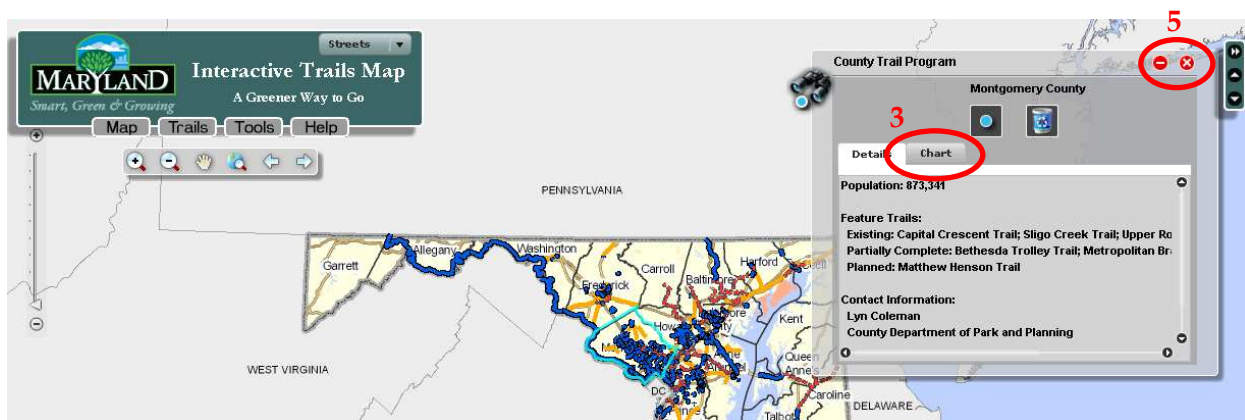 5
Streets
MARYLAND
Smart, Green & Growing
Interactive Trails Map
A Greener Way to Go
Map Trails Tools Help
County Trail Program
Montgomery County
3
Details Chart
Population: 873,341
Feature Trails:
Existing: Capital Crescent Trail; Sligo Creek Trail; Upper Ro
Partially Complete: Bethesda Trolley Trail; Metropolitan Br
Planned: Matthew Henson Trail
Contact Information:
Lyn Coleman
County Department of Park and Planning
PENNSYLVANIA
Garrett
Allegany
Washington
Frederick
Carroll
Baltimore
Harford
Kent
Queen
Anne's
DC
Caroline
Talbot
WEST VIRGINIA
DELAWARE